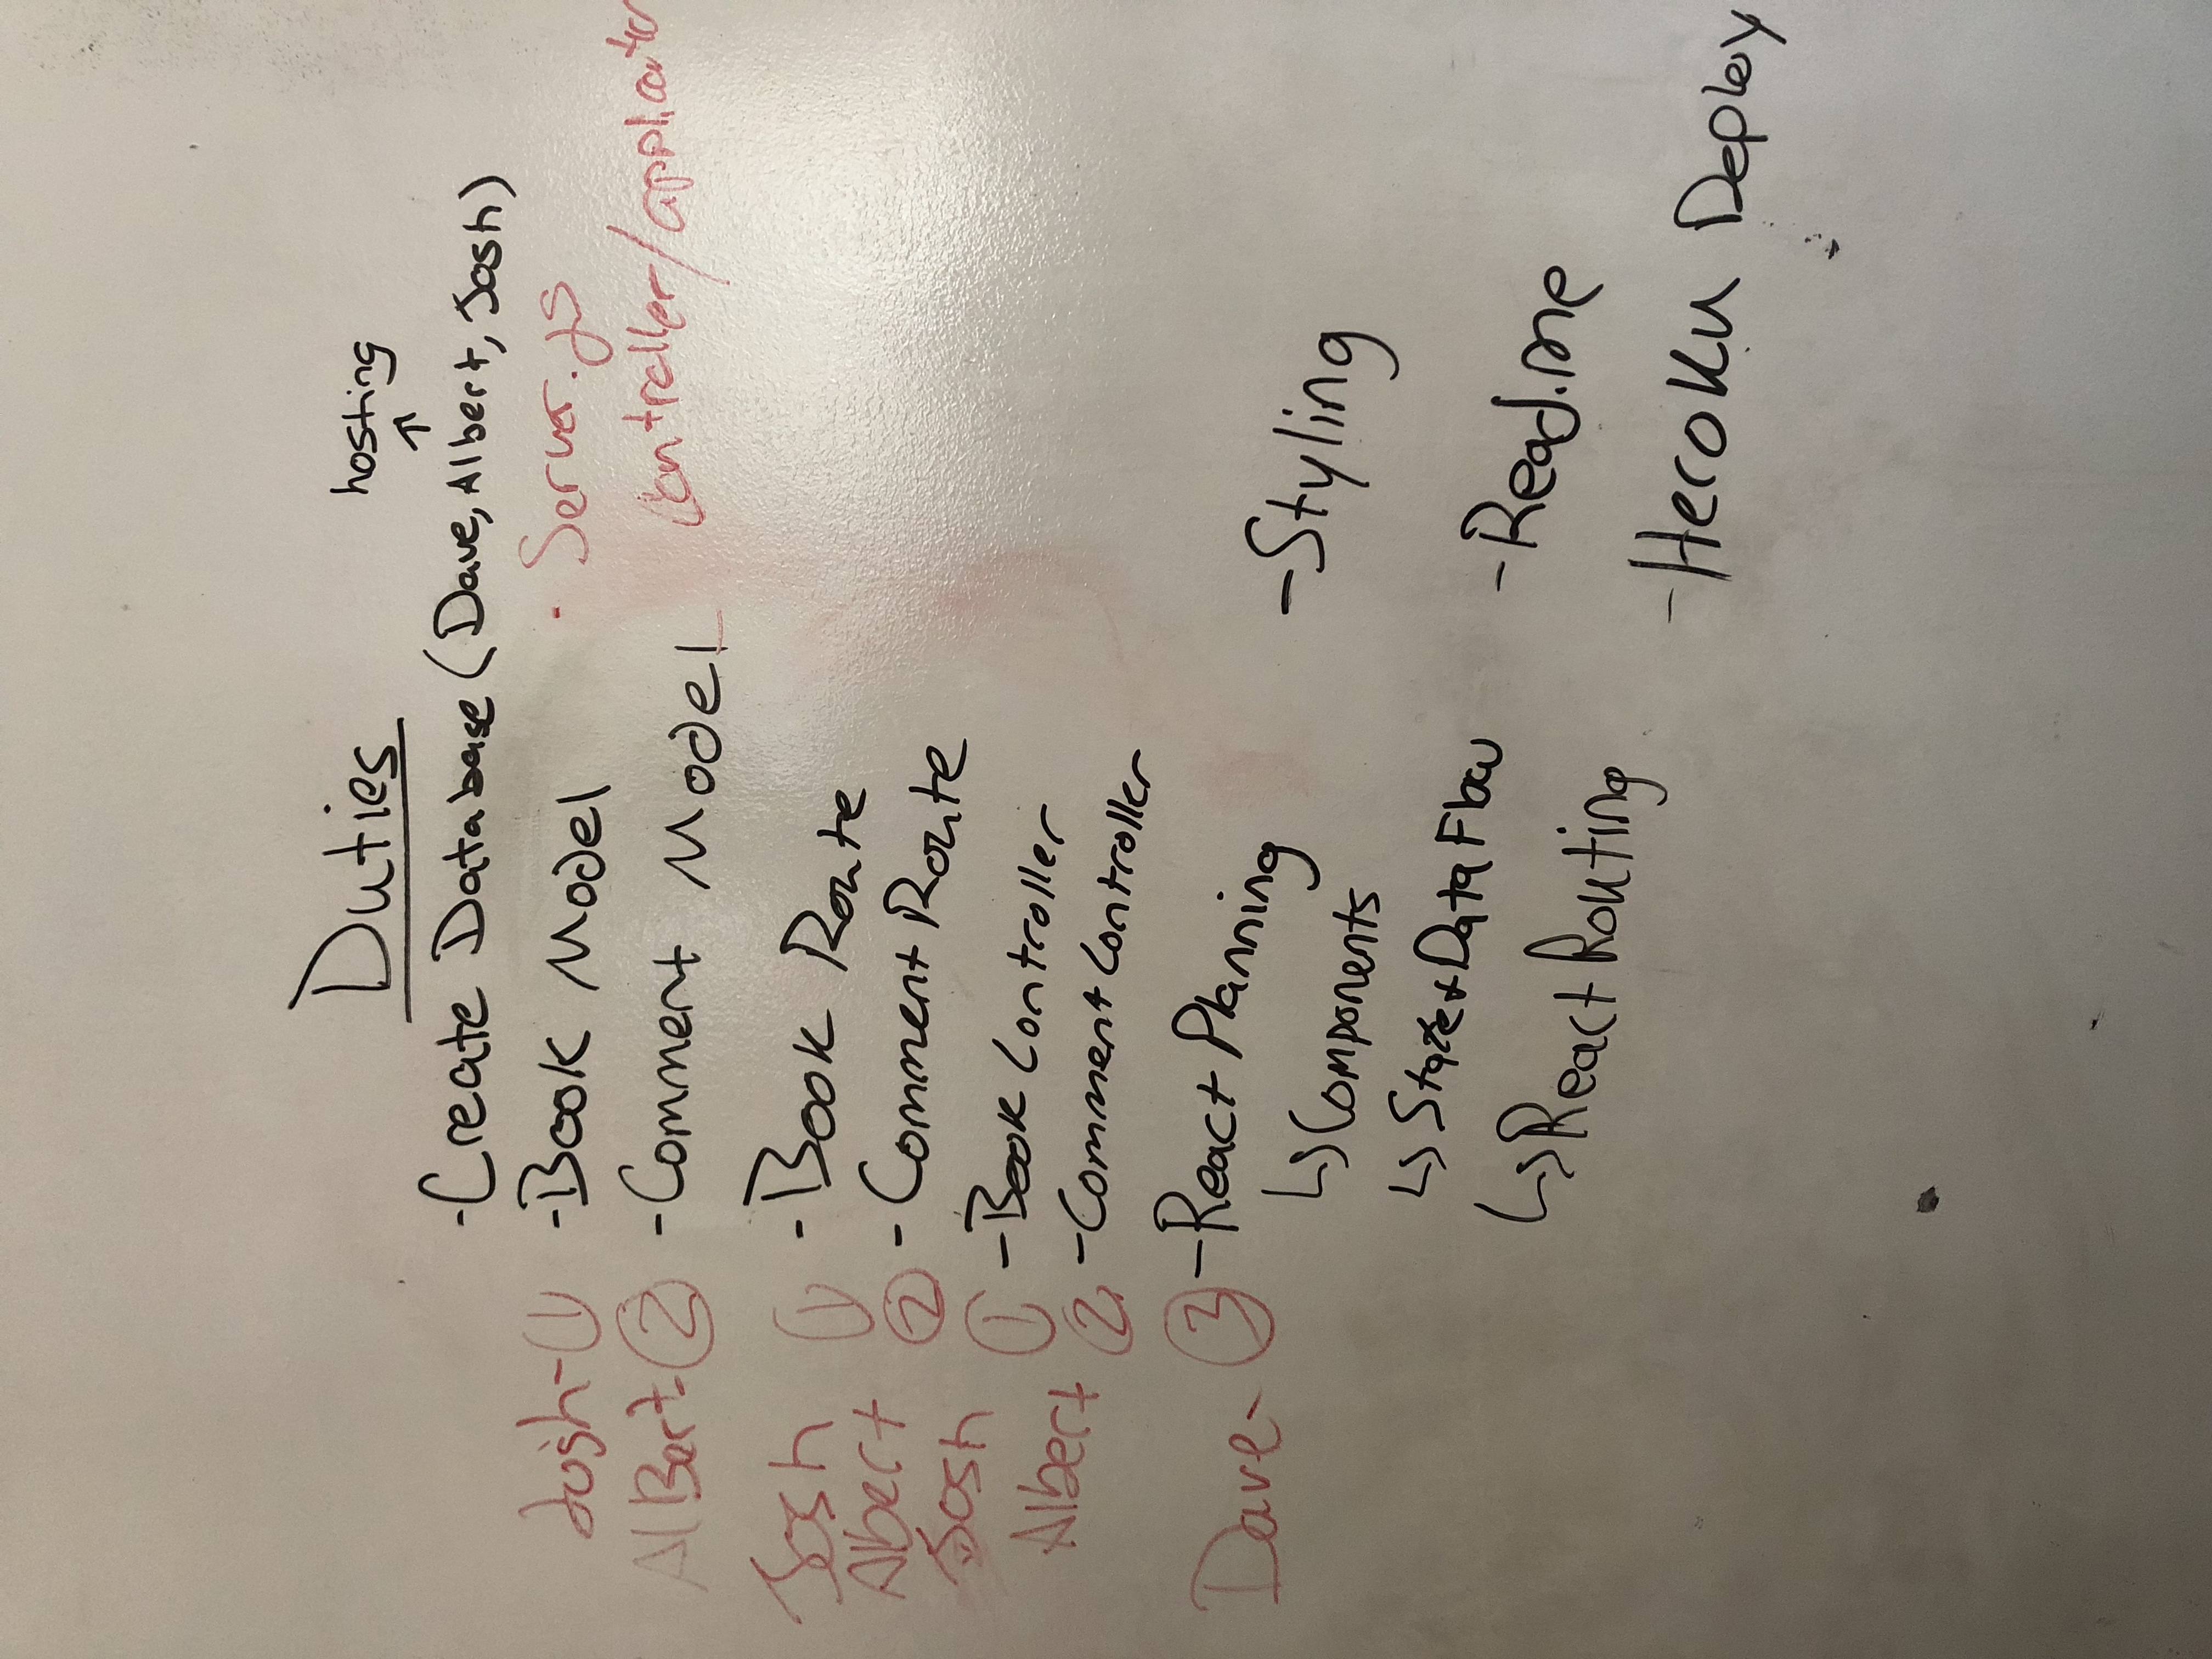 Duties
hosting
↑
-Create Database (Dave, Albert, Josh)
Josh-① -Book Model
- Server.js
AlBert-② -Comment Model
Controller/
Josh ① -Book Route
Albert ② -Comment Route
Josh ① -Book Controller
Albert ② -Comment Controller
Dave- ③ -React Planning
↳ Components
↳ State + Data Flow
↳ React Routing
-Styling
-Read.me
-Heroku Deploy